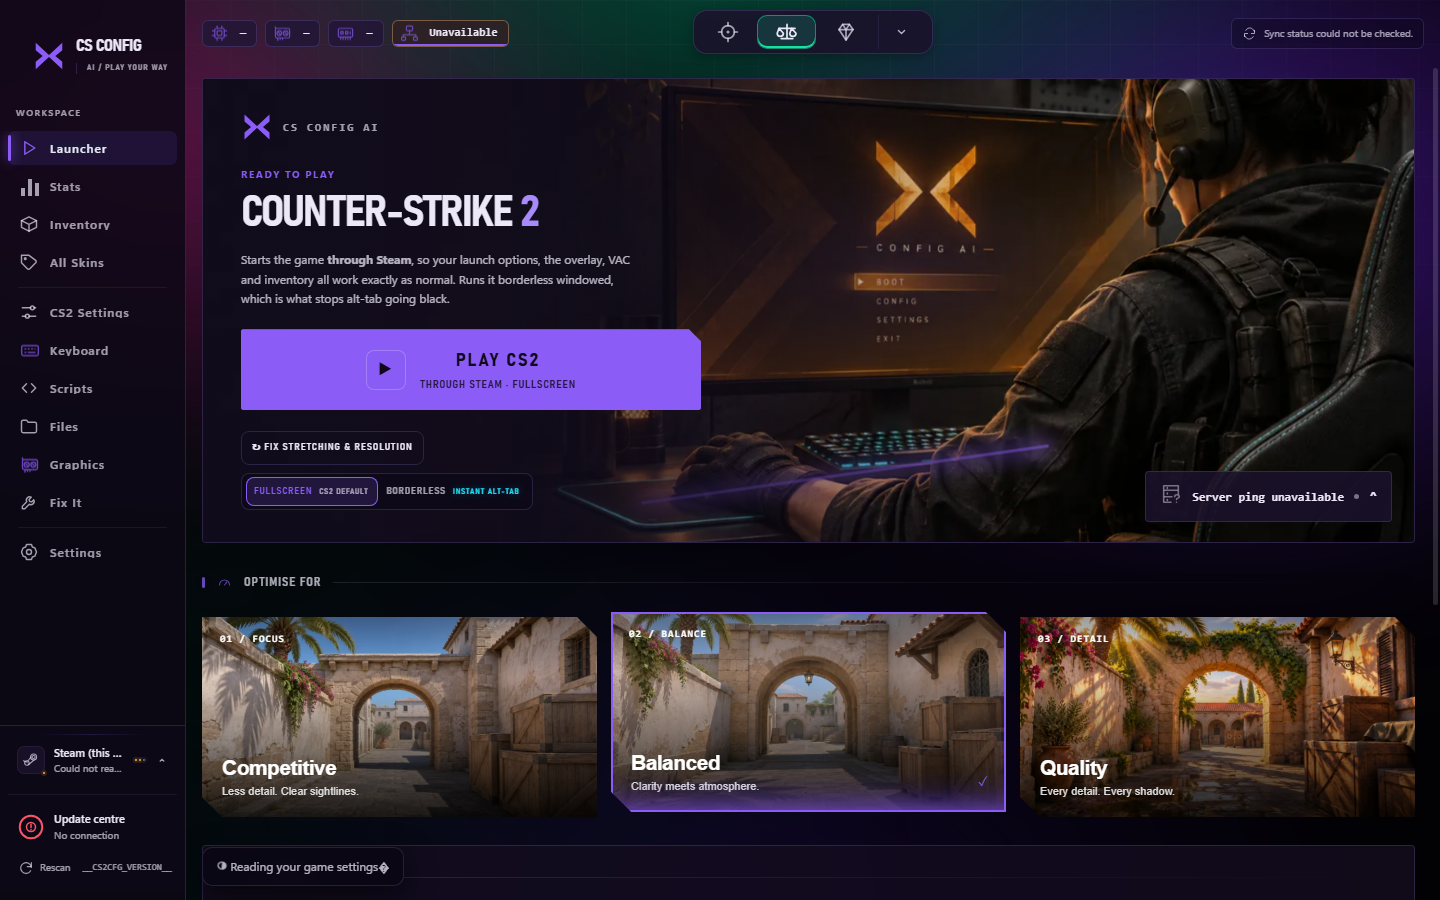 CS CONFIG
AI / PLAY YOUR WAY
WORKSPACE
Launcher
Stats
Inventory
All Skins
CS2 Settings
Keyboard
Scripts
Files
Graphics
Fix It
Settings
Steam (this ...
Could not rea...
Update centre
No connection
Rescan __CS2CFG_VERSION__
– – – Unavailable
Sync status could not be checked.
CS CONFIG AI
READY TO PLAY
COUNTER-STRIKE 2
Starts the game through Steam, so your launch options, the overlay, VAC
and inventory all work exactly as normal. Runs it borderless windowed,
which is what stops alt-tab going black.
PLAY CS2
THROUGH STEAM · FULLSCREEN
↻ FIX STRETCHING & RESOLUTION
FULLSCREEN CS2 DEFAULT BORDERLESS INSTANT ALT-TAB
— CONFIG AI —
BOOT
CONFIG
SETTINGS
EXIT
Server ping unavailable
OPTIMISE FOR
01 / FOCUS
Competitive
Less detail. Clear sightlines.
02 / BALANCE
Balanced
Clarity meets atmosphere.
03 / DETAIL
Quality
Every detail. Every shadow.
Reading your game settings�